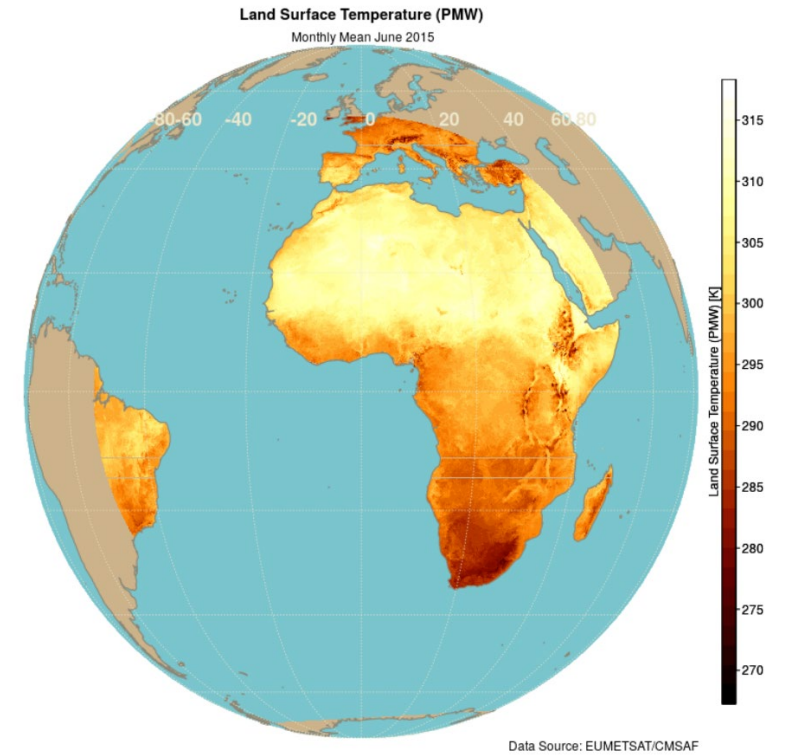 Land Surface Temperature (PMW)
Monthly Mean June 2015
-80 -60 -40 -20 0 20 40 60 80
315
310
305
300
295
290
285
280
275
270
Land Surface Temperature (PMW) [K]
Data Source: EUMETSAT/CMSAF